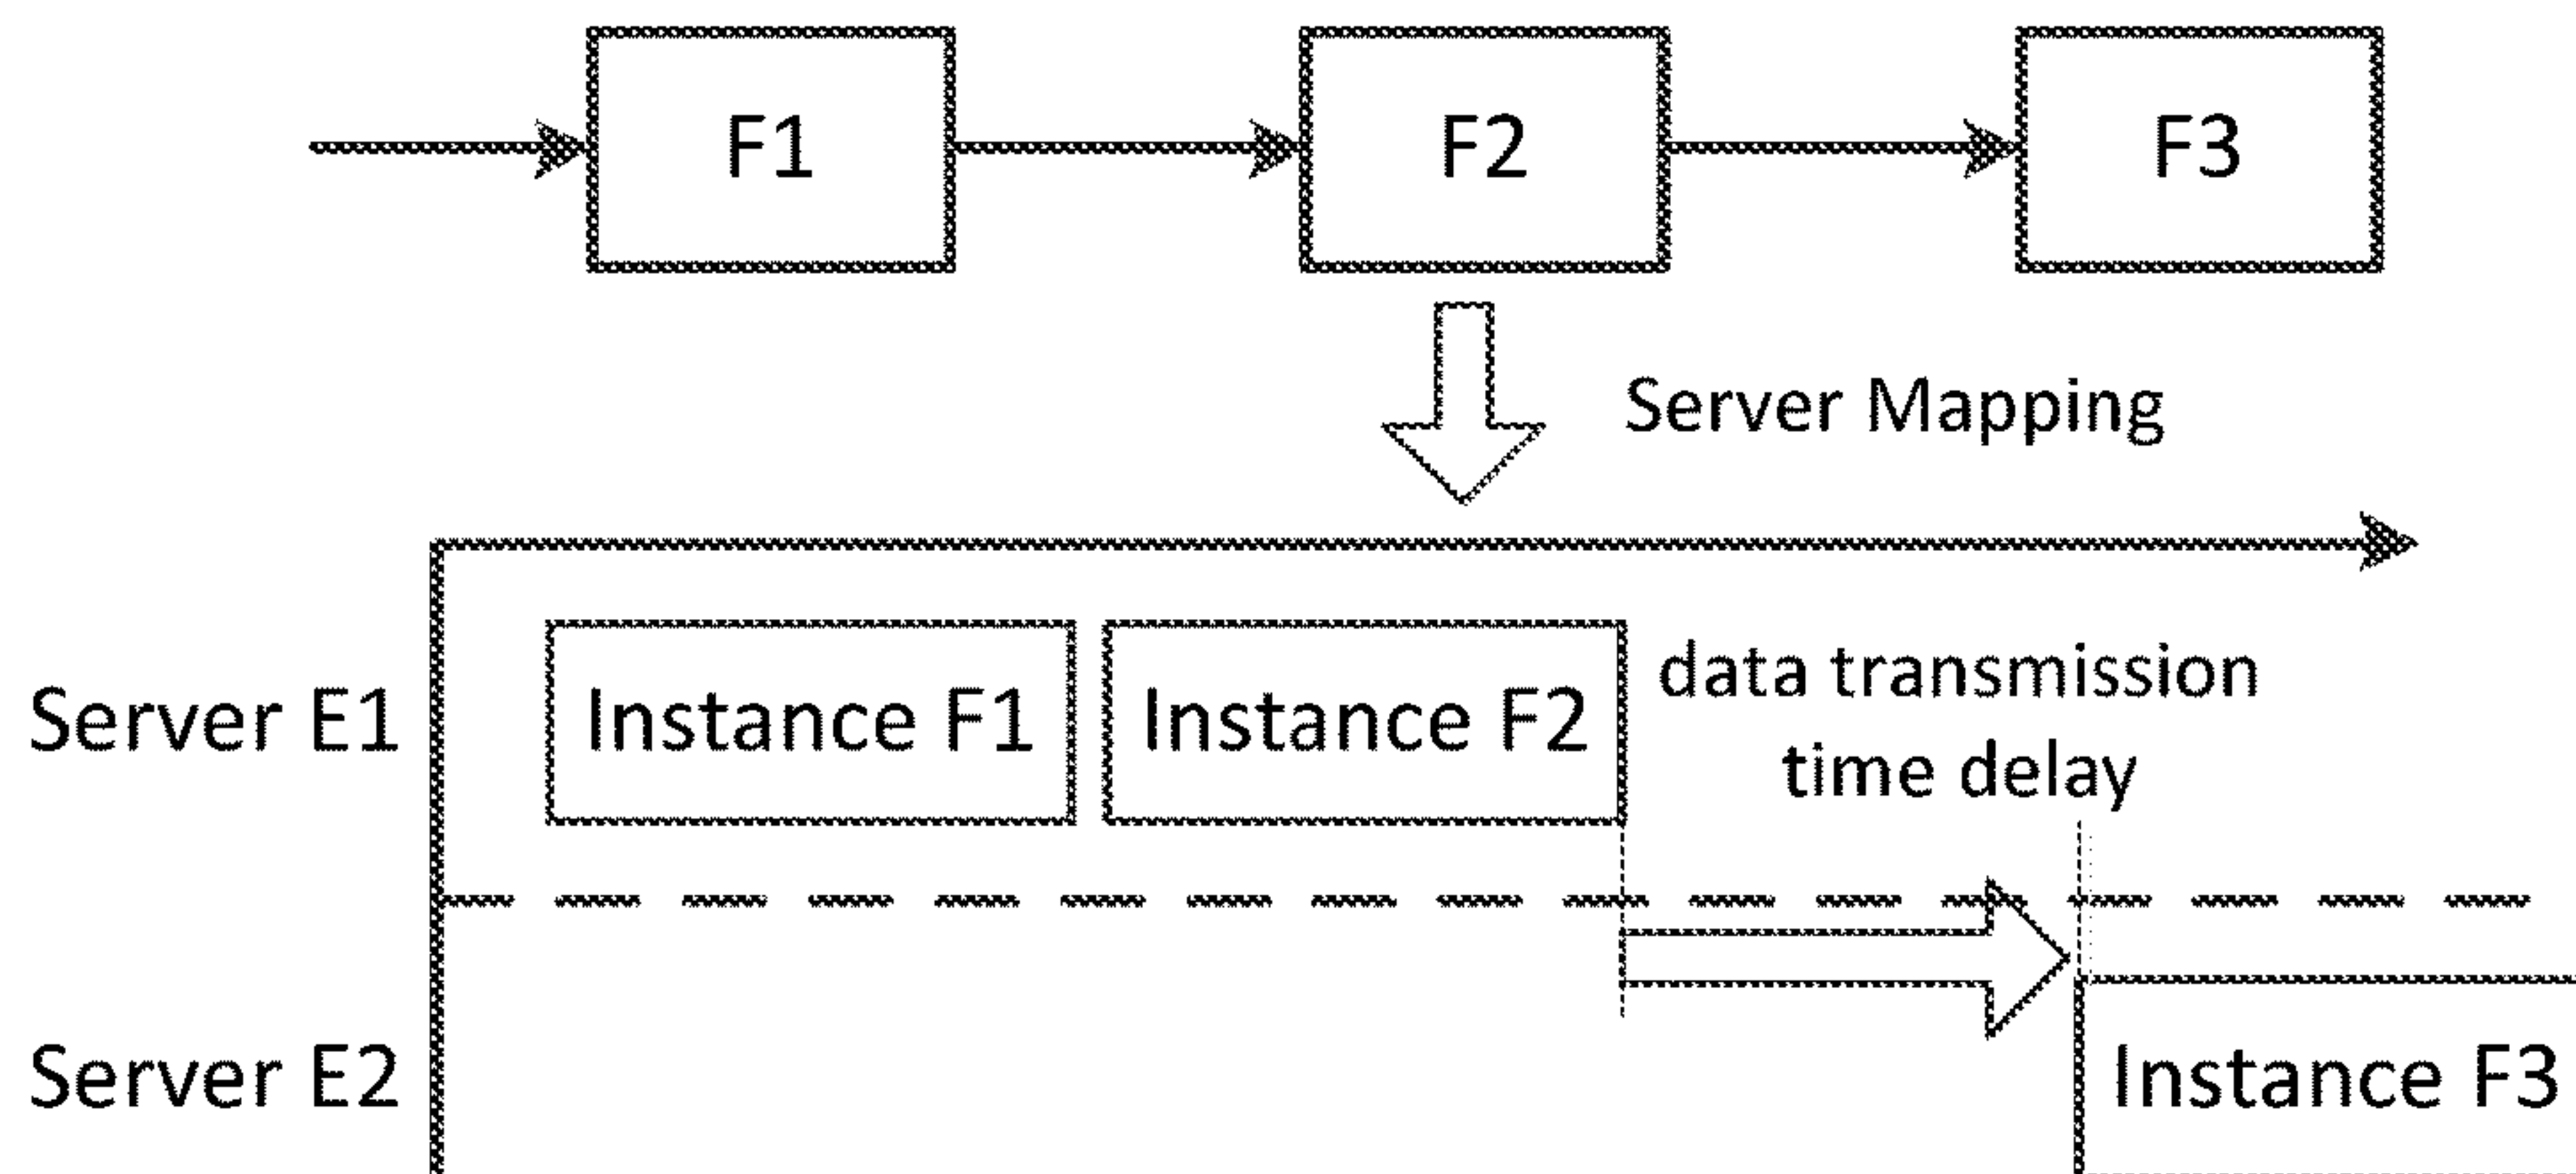 F1
F2
F3
Server Mapping
Server E1
Instance F1
Instance F2
data transmission
time delay
Server E2
Instance F3